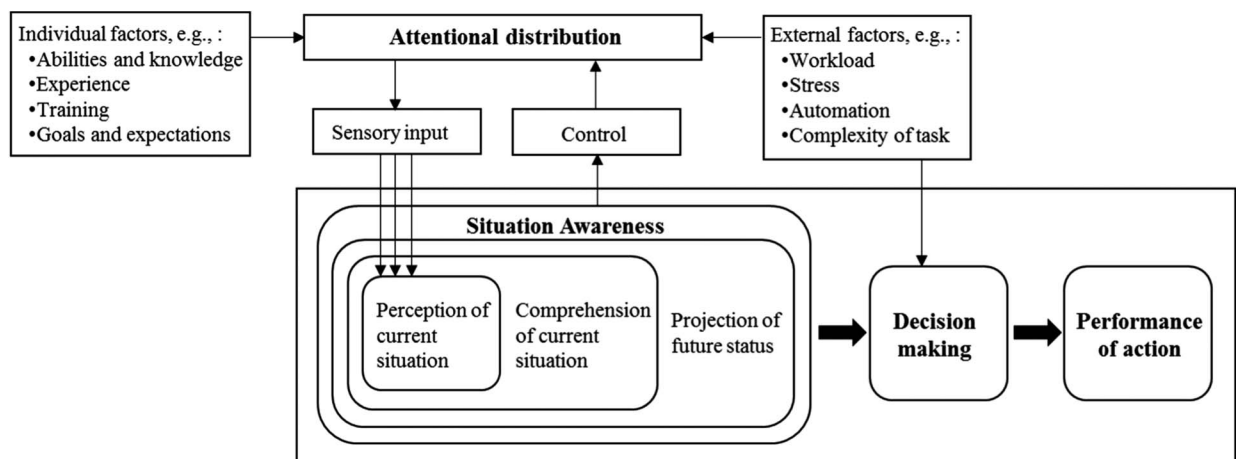 Individual factors, e.g., :
•Abilities and knowledge
•Experience
•Training
•Goals and expectations
Attentional distribution
External factors, e.g., :
•Workload
•Stress
•Automation
•Complexity of task
Sensory input
Control
Situation Awareness
Perception of
current
situation
Comprehension
of current
situation
Projection of
future status
Decision
making
Performance
of action